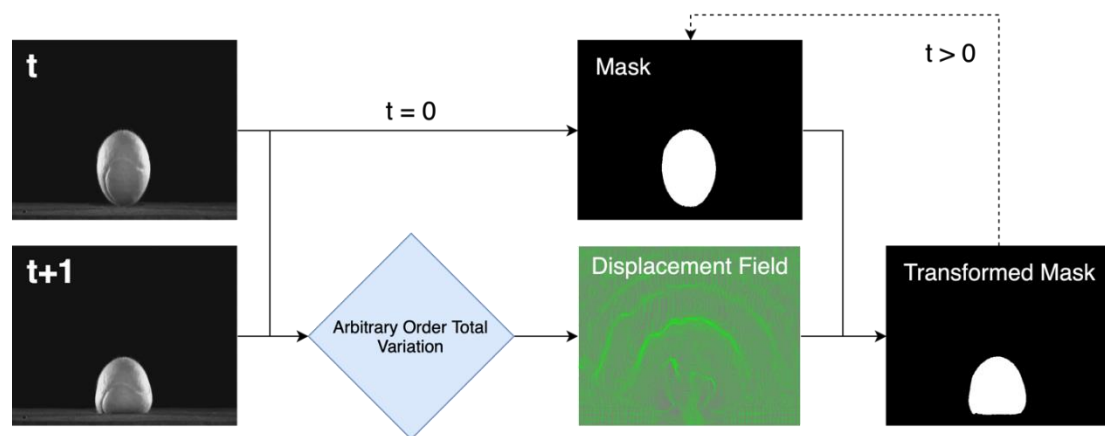 t
t = 0
Mask
t > 0
t+1
Arbitrary Order Total
Variation
Displacement Field
Transformed Mask